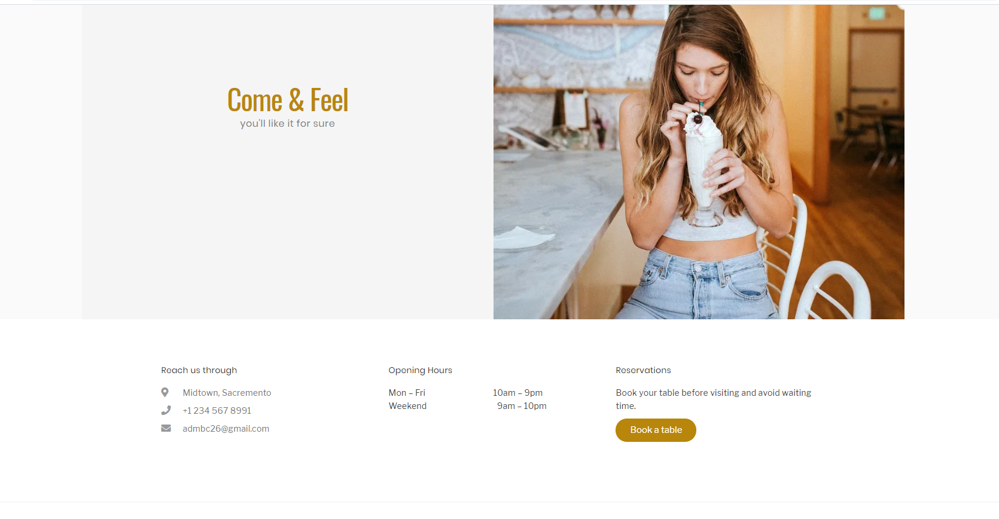 Come & Feel
you'll like it for sure
Reach us through
Midtown, Sacremento
+1 234 567 8991
admbc26@gmail.com
Opening Hours
Mon – Fri 10am – 9pm
Weekend 9am – 10pm
Reservations
Book your table before visiting and avoid waiting
time.
Book a table